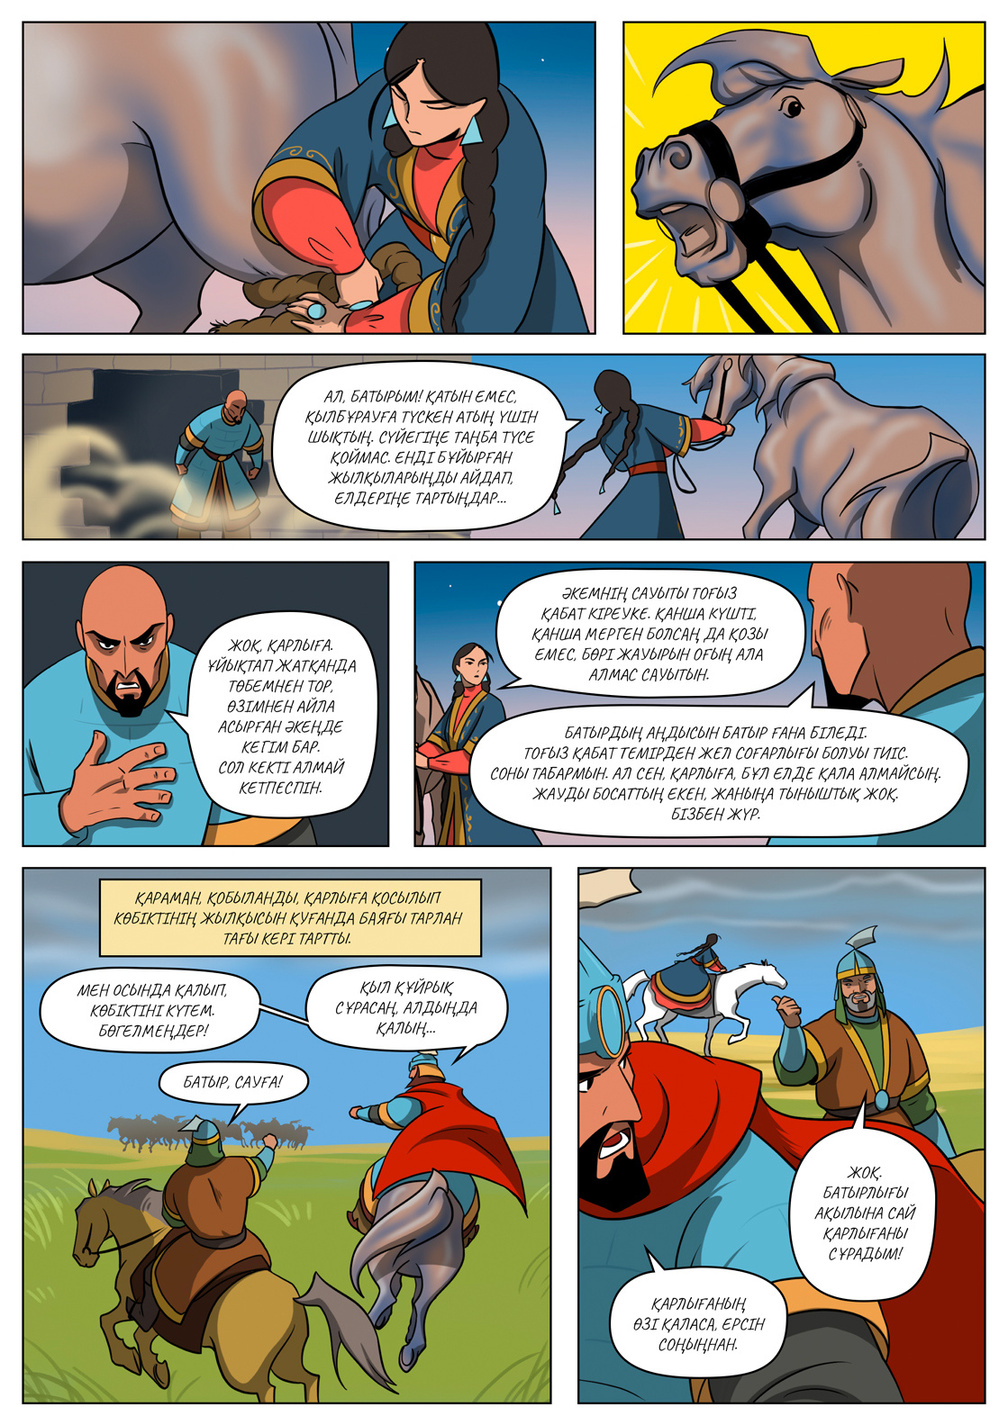 АЛ, БАТЫРЫМ! ҚАТЫН ЕМЕС,
ҚЫЛБҰРАУҒА ТҮСКЕН АТЫҢ ҮШІН
ШЫҚТЫҢ. СҮЙЕГІҢЕ ТАҢБА ТҮСЕ
ҚОЙМАС. ЕНДІ БҰЙЫРҒАН
ЖЫЛҚЫЛАРЫҢДЫ АЙДАП,
ЕЛДЕРІҢЕ ТАРТЫҢДАР...
ЖОҚ, ҚАРЛЫҒА.
ҰЙЫҚТАП ЖАТҚАНДА
ТӨБЕМНЕН ТОР,
ӨЗІМНЕН АЙЛА
АСЫРҒАН ӘКЕҢДЕ
КЕГІМ БАР.
СОЛ КЕКТІ АЛМАЙ
КЕТПЕСПІН.
ӘКЕМНІҢ САУЫТЫ ТОҒЫЗ
ҚАБАТ КІРЕУКЕ. ҚАНША КҮШТІ,
ҚАНША МЕРГЕН БОЛСАҢ ДА ҚОЗЫ
ЕМЕС, БӨРІ ЖАУЫРЫН ОҒЫҢ АЛА
АЛМАС САУЫТЫН.
БАТЫРДЫҢ АҢДЫСЫН БАТЫР ҒАНА БІЛЕДІ.
ТОҒЫЗ ҚАБАТ ТЕМІРДЕН ЖЕЛ СОҒАРЛЫҒЫ БОЛУЫ ТИІС.
СОНЫ ТАБАРМЫН. АЛ СЕН, ҚАРЛЫҒА, БҰЛ ЕЛДЕ ҚАЛА АЛМАЙСЫҢ.
ЖАУДЫ БОСАТТЫҢ ЕКЕН, ЖАНЫҢА ТЫНЫШТЫҚ ЖОҚ.
БІЗБЕН ЖҮР.
ҚАРАМАН, ҚОБЫЛАНДЫ, ҚАРЛЫҒА ҚОСЫЛЫП
КӨБІКТІНІҢ ЖЫЛҚЫСЫН ҚУҒАНДА БАЯҒЫ ТАРЛАН
ТАҒЫ КЕРІ ТАРТТЫ.
МЕН ОСЫНДА ҚАЛЫП,
КӨБІКТІНІ КҮТЕМ.
БӨГЕЛМЕҢДЕР!
ҚЫЛ ҚҰЙРЫҚ
СҰРАСАҢ, АЛДЫҢДА
ҚАЛЫҢ...
БАТЫР, САУҒА!
ЖОҚ.
БАТЫРЛЫҒЫ
АҚЫЛЫНА САЙ
ҚАРЛЫҒАНЫ
СҰРАДЫМ!
ҚАРЛЫҒАНЫҢ
ӨЗІ ҚАЛАСА, ЕРСІН
СОҢЫҢНАН.